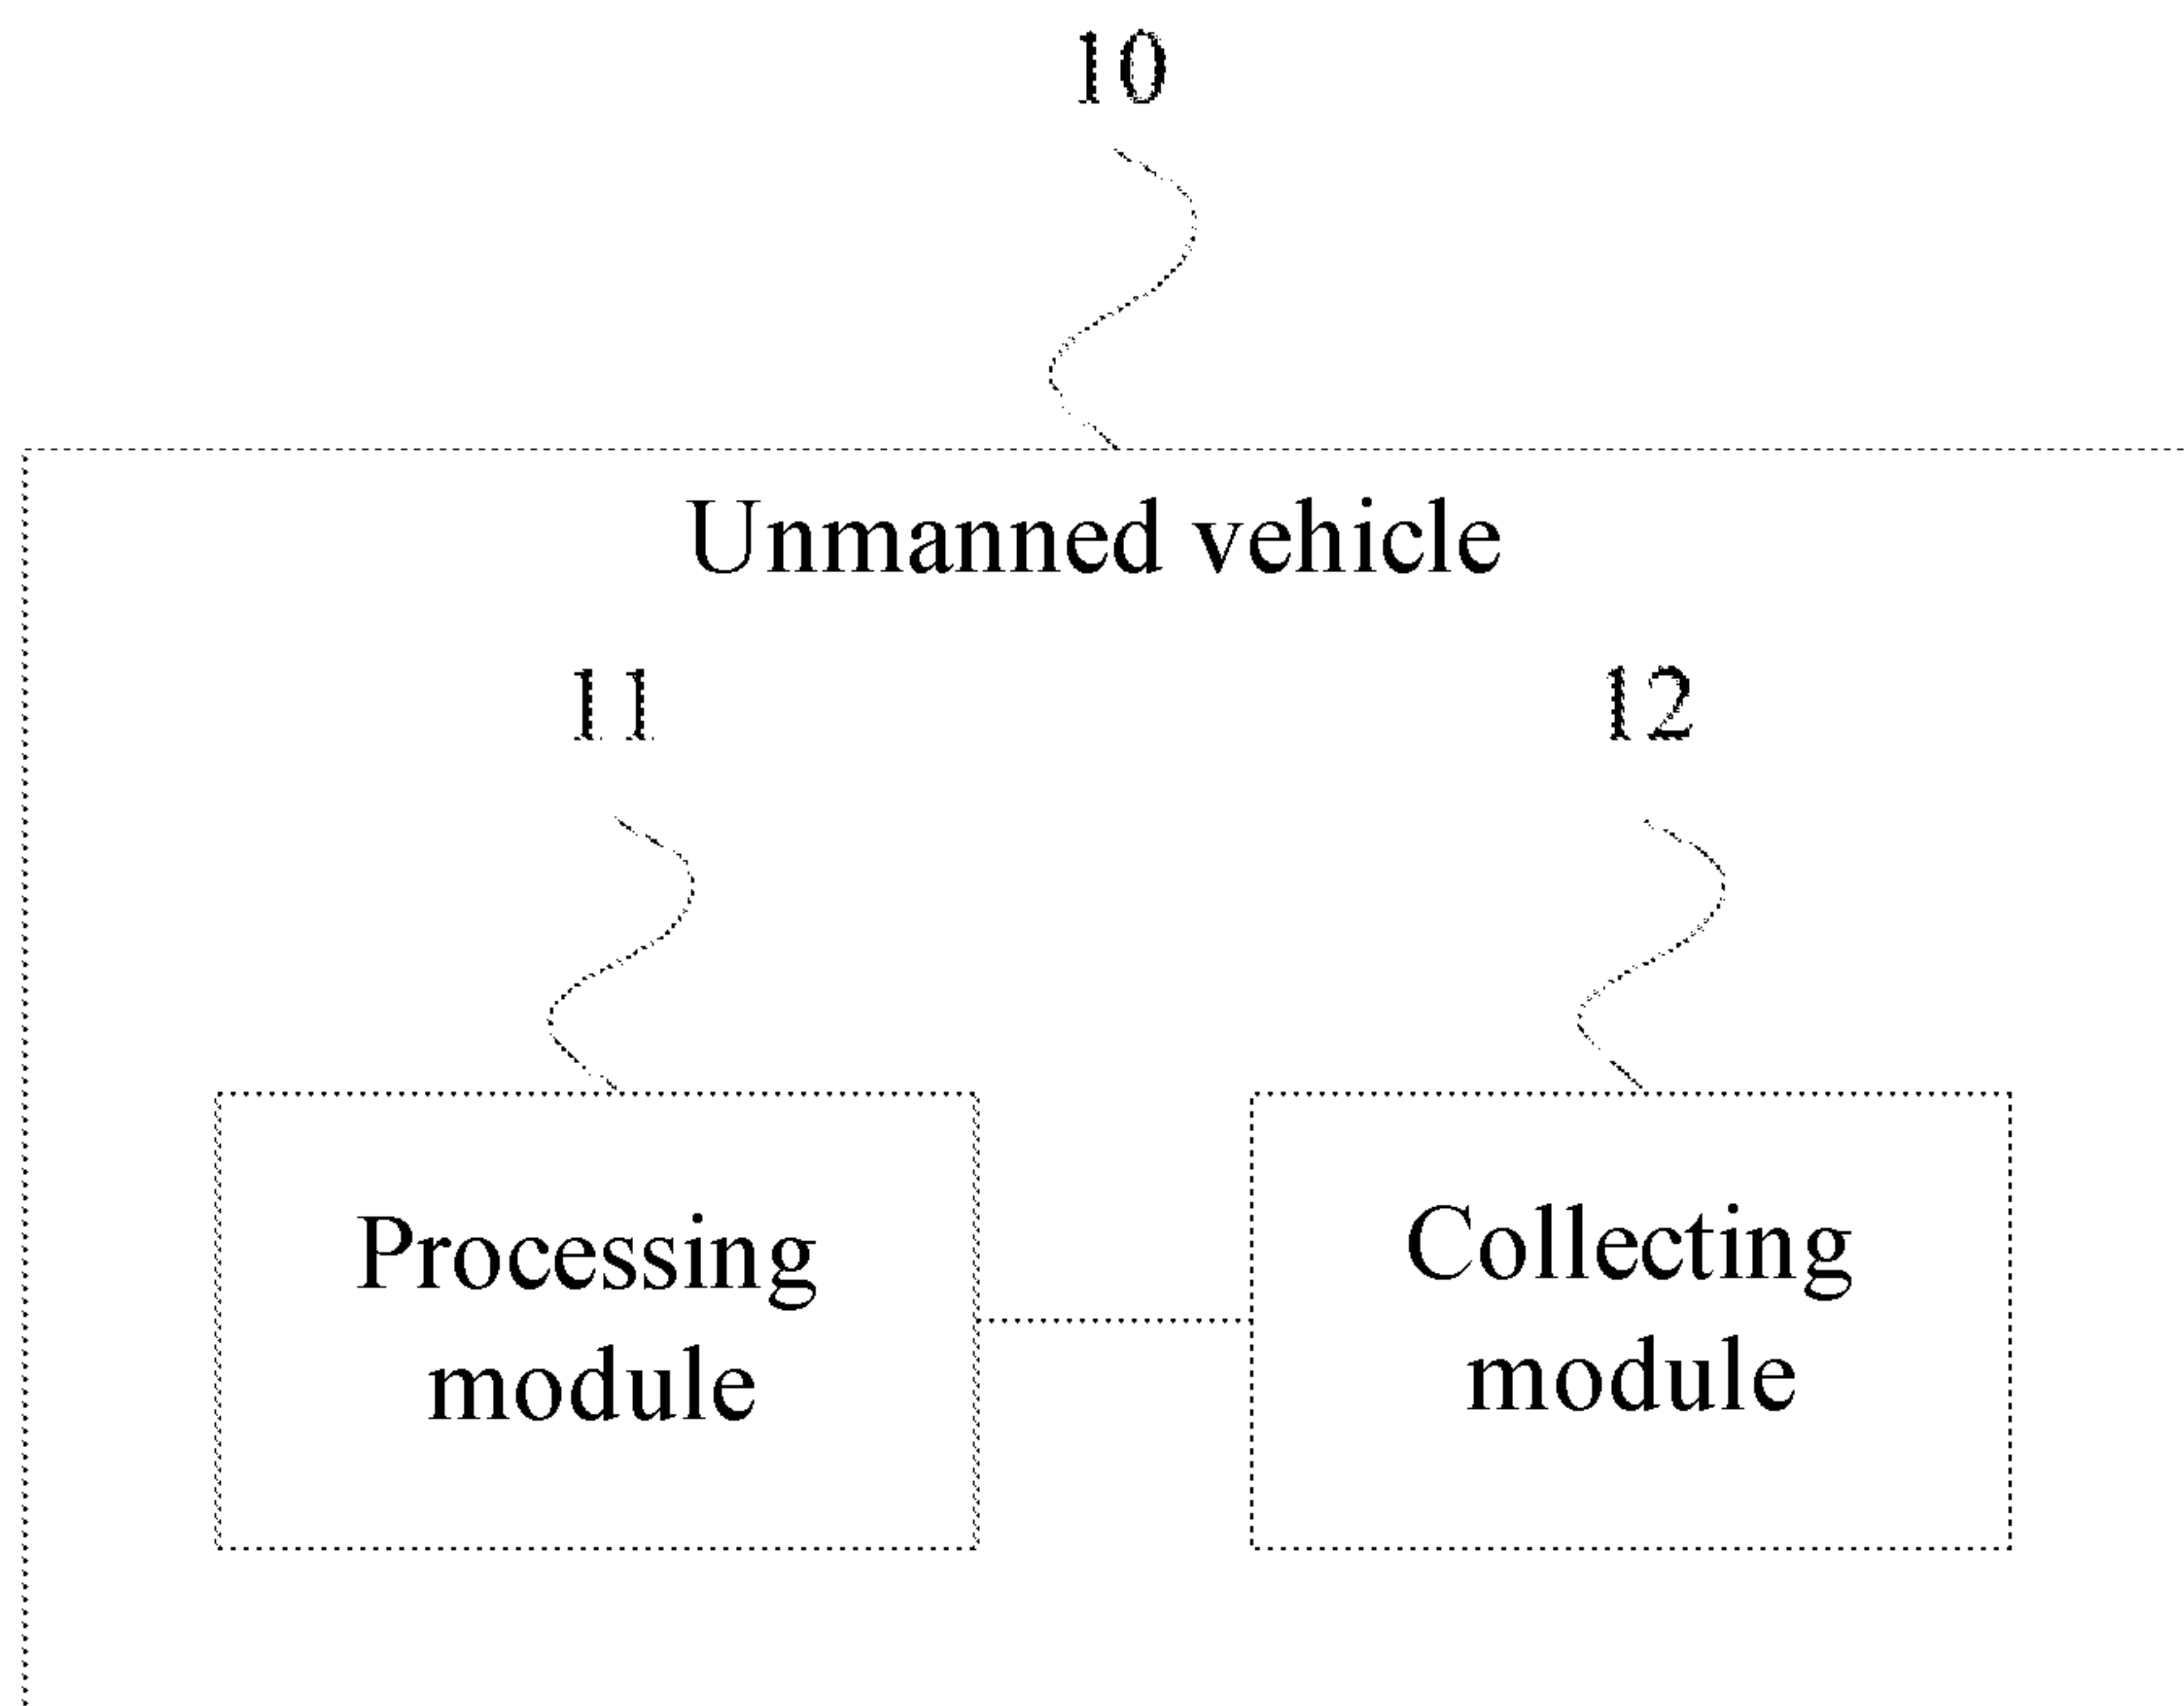 10
Unmanned vehicle
11
12
Processing
module
Collecting
module